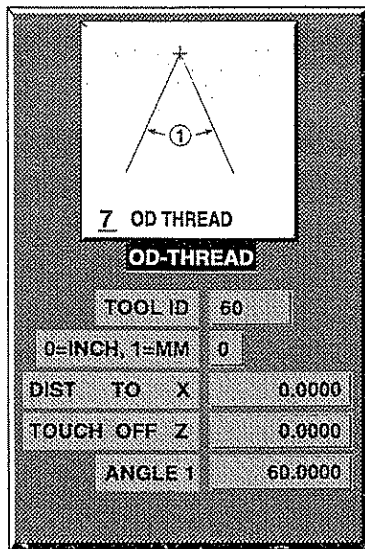 1
7 OD THREAD
OD-THREAD
TOOL ID 60
0=INCH, 1=MM 0
DIST TO X 0.0000
TOUCH OFF Z 0.0000
ANGLE 1 60.0000